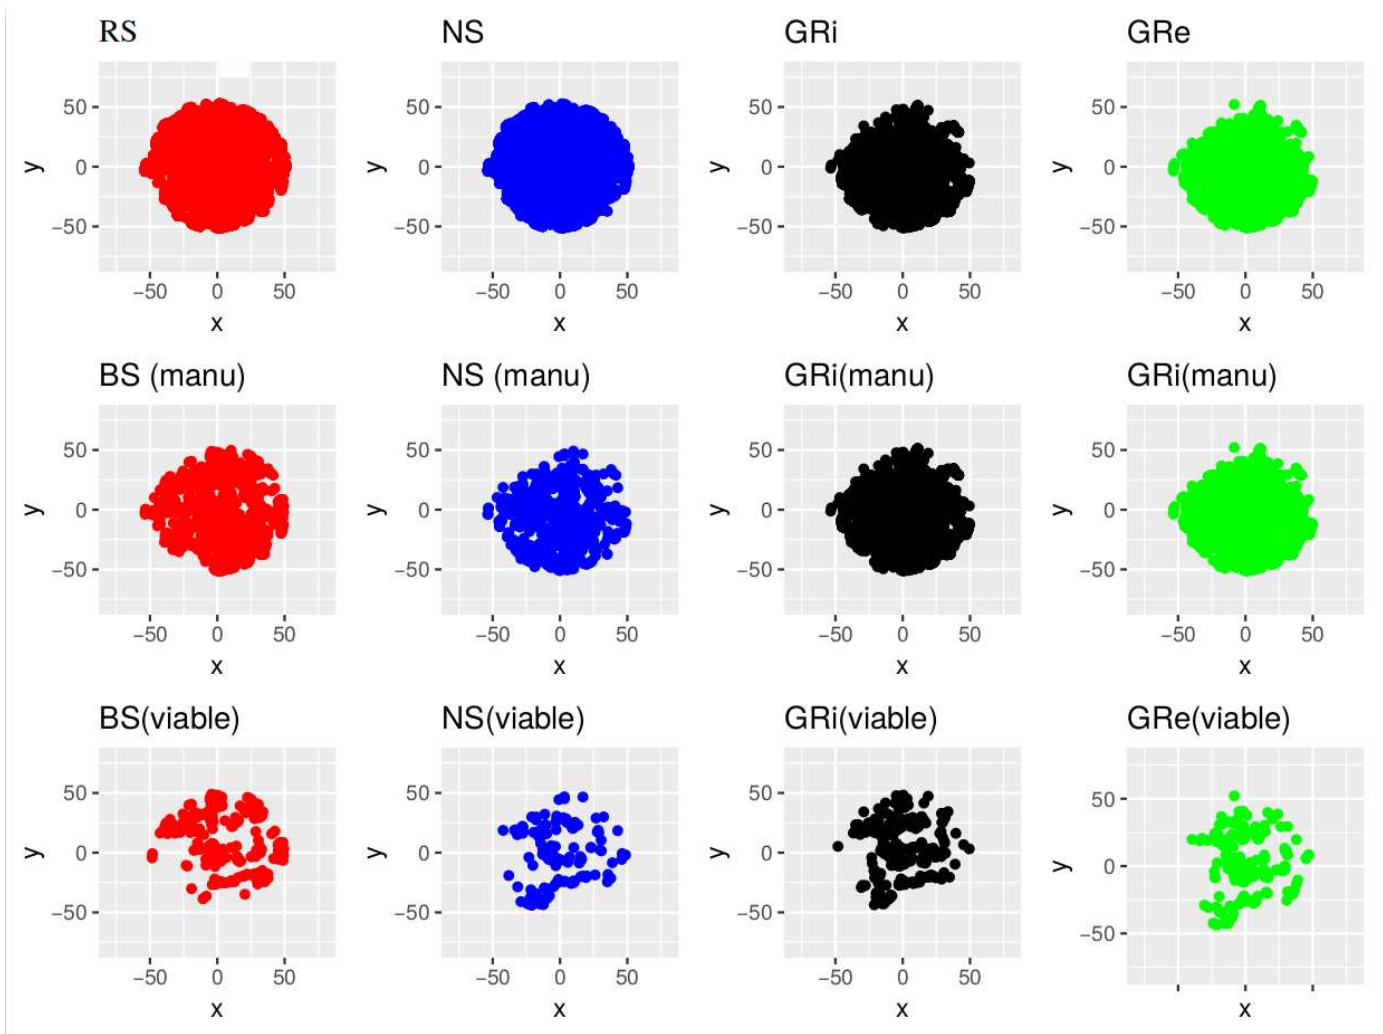 RS NS GRi GRe
50 50 50 50
y 0 y 0 y 0 y 0
−50 −50 −50 −50
−50 0 50 −50 0 50 −50 0 50 −50 0 50
x x x x
BS (manu) NS (manu) GRi(manu) GRi(manu)
50 50 50 50
y 0 y 0 y 0 y 0
−50 −50 −50 −50
−50 0 50 −50 0 50 −50 0 50 −50 0 50
x x x x
BS(viable) NS(viable) GRi(viable) GRe(viable)
50 50 50 50
y 0 y 0 y 0 y 0
−50 −50 −50 −50
−50 0 50 −50 0 50 −50 0 50
x x x x